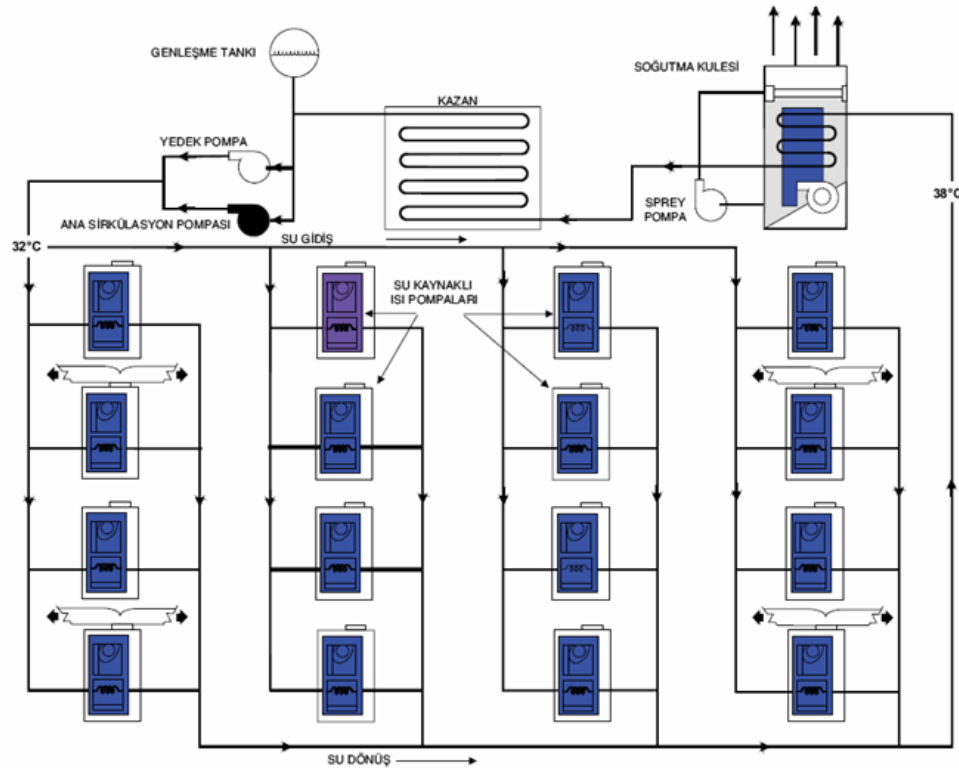 GENLEŞME TANKI
SOĞUTMA KULESİ
KAZAN
YEDEK POMPA
SPREY
POMPA
38°C
ANA SİRKÜLASYON POMPASI
SU GİDİŞ
32°C
SU KAYNAKLI
ISI POMPALARI
SU DÖNÜŞ